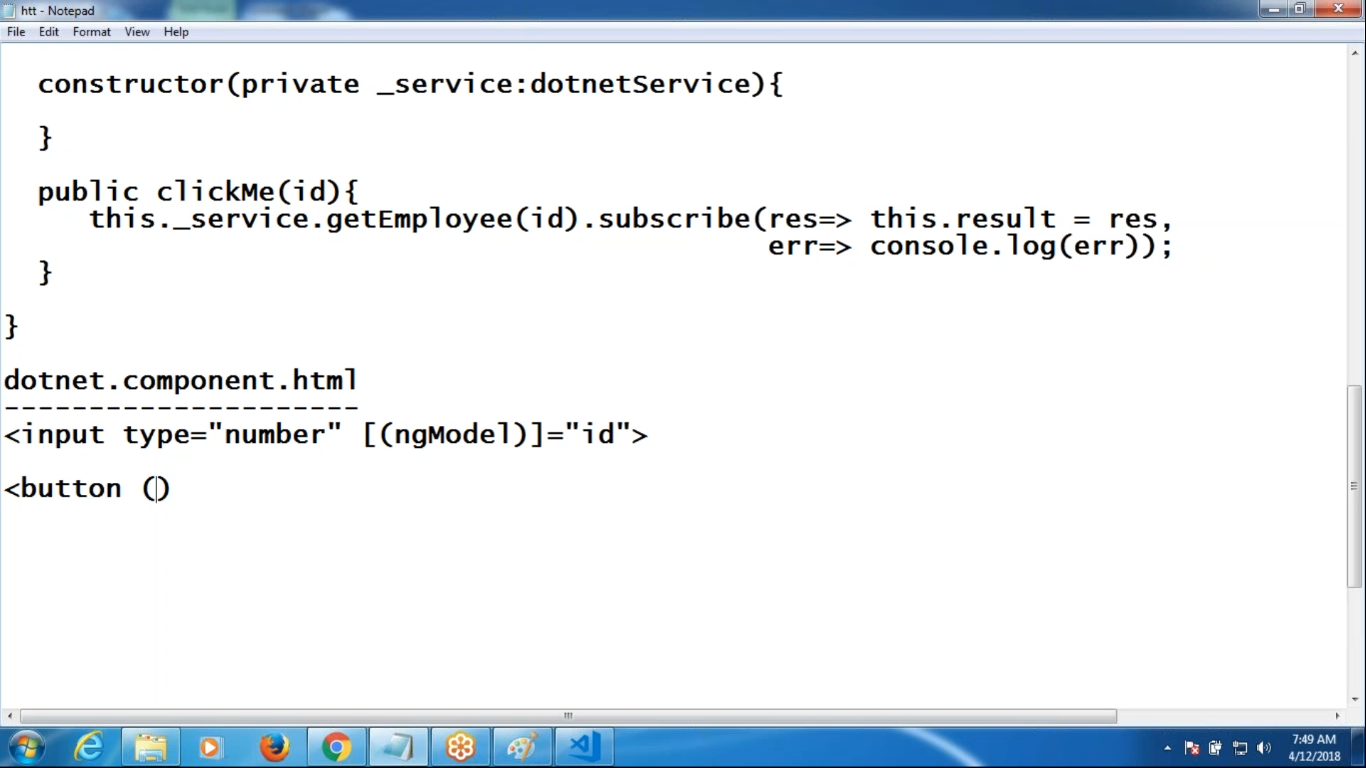 htt - Notepad
File Edit Format View Help
constructor(private _service:dotnetService){
}
public clickMe(id){
this._service.getEmployee(id).subscribe(res=> this.result = res,
err=> console.log(err));
}
}
dotnet.component.html
---------------------
<input type="number" [(ngModel)]="id">
<button ()
7:49 AM
4/12/2018